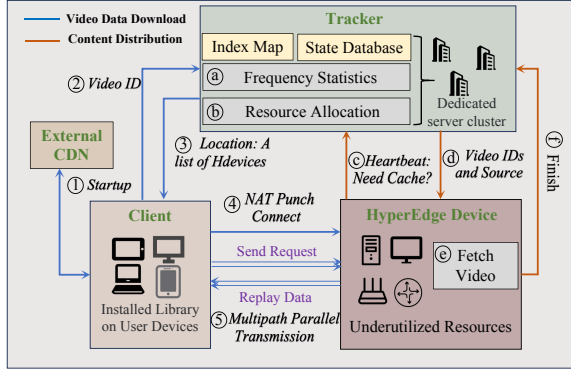 Video Data Download
Content Distribution
Tracker
Index Map
State Database
ⓐ Frequency Statistics
ⓑ Resource Allocation
Dedicated
server cluster
② Video ID
③ Location: A
list of Hdevices
ⓒ Heartbeat:
Need Cache?
ⓓ Video IDs
and Source
ⓕ Finish
External
CDN
① Startup
④ NAT Punch
Connect
Client
Installed Library
on User Devices
Send Request
Replay Data
⑤ Multipath Parallel
Transmission
HyperEdge Device
ⓔ Fetch
Video
Underutilized Resources